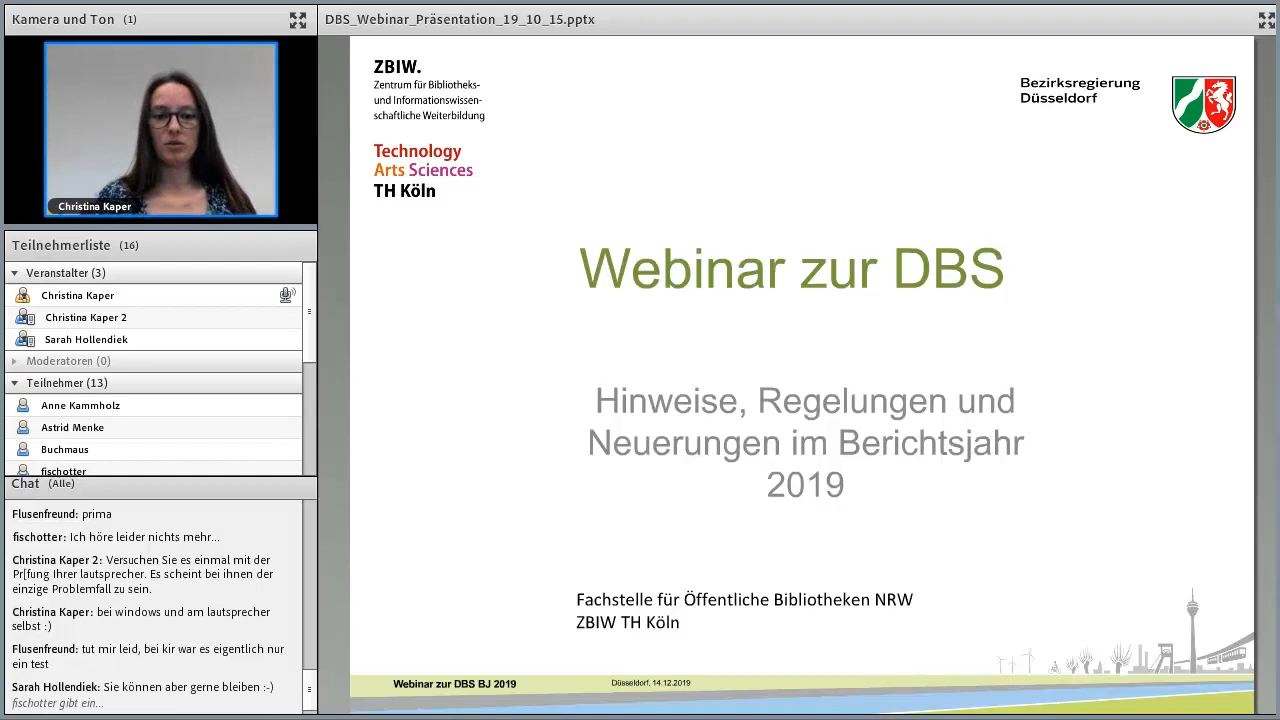 Kamera und Ton (1)
DBS_Webinar_Präsentation_19_10_15.pptx
Christina Kaper
Teilnehmerliste (16)
Veranstalter (3)
Christina Kaper
Christina Kaper 2
Sarah Hollendiek
Moderatoren (0)
Teilnehmer (13)
Anne Kammholz
Astrid Menke
Buchmaus
fischotter
Chat (Alle)
Flusenfreund: prima
fischotter: Ich höre leider nichts mehr...
Christina Kaper 2: Versuchen Sie es einmal mit der
Pr[fung Ihrer lautsprecher. Es scheint bei ihnen der
einzige Problemfall zu sein.
Christina Kaper: bei windows und am lautsprecher
selbst :)
Flusenfreund: tut mir leid, bei kir war es eigentlich nur
ein test
Sarah Hollendiek: Sie können aber gerne bleiben :-)
fischotter gibt ein...
ZBIW.
Zentrum für Bibliotheks-
und Informationswissen-
schaftliche Weiterbildung
Technology
Arts Sciences
TH Köln
Bezirksregierung
Düsseldorf
Webinar zur DBS
Hinweise, Regelungen und
Neuerungen im Berichtsjahr
2019
Fachstelle für Öffentliche Bibliotheken NRW
ZBIW TH Köln
Webinar zur DBS BJ 2019
Düsseldorf, 14.12.2019